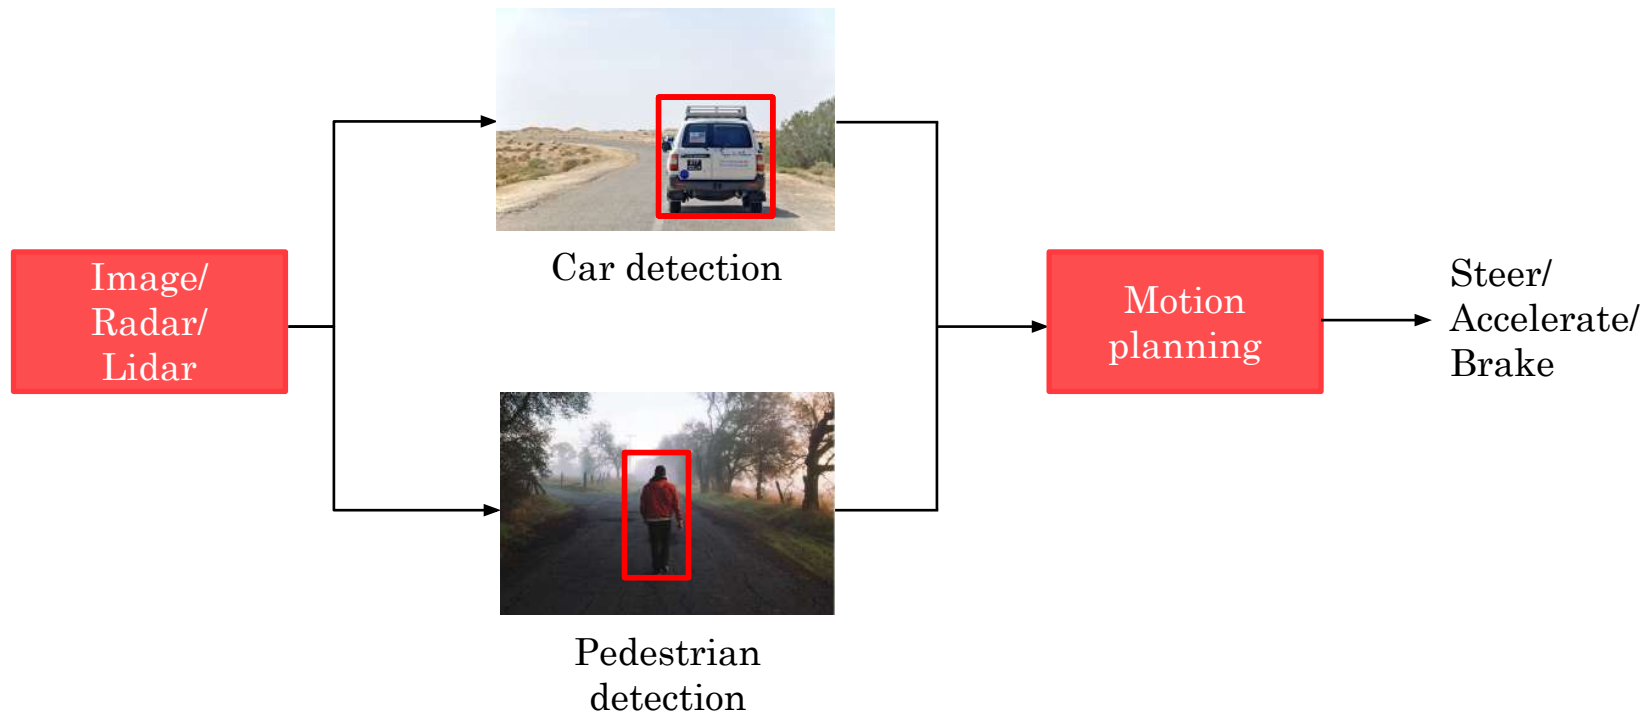 Image/
Radar/
Lidar
Car detection
Pedestrian
detection
Motion
planning
Steer/
Accelerate/
Brake